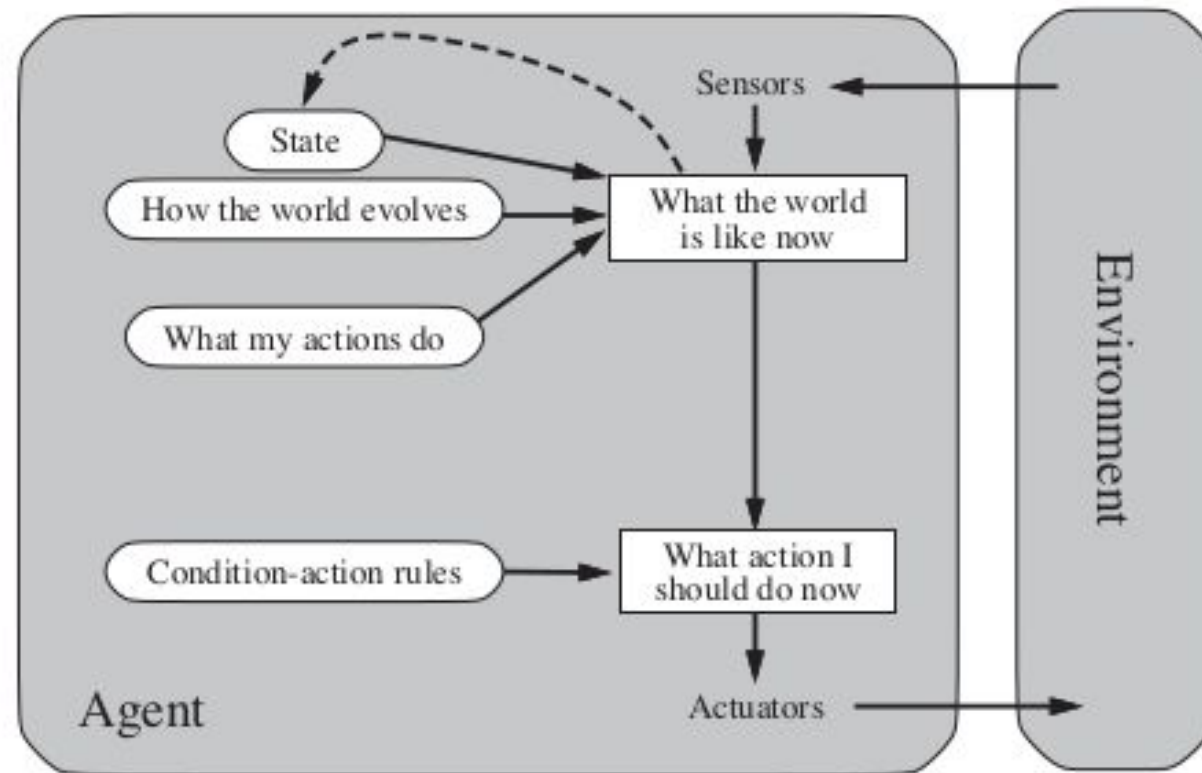 Sensors
State
How the world evolves
What the world
is like now
What my actions do
Environment
Condition-action rules
What action I
should do now
Agent
Actuators